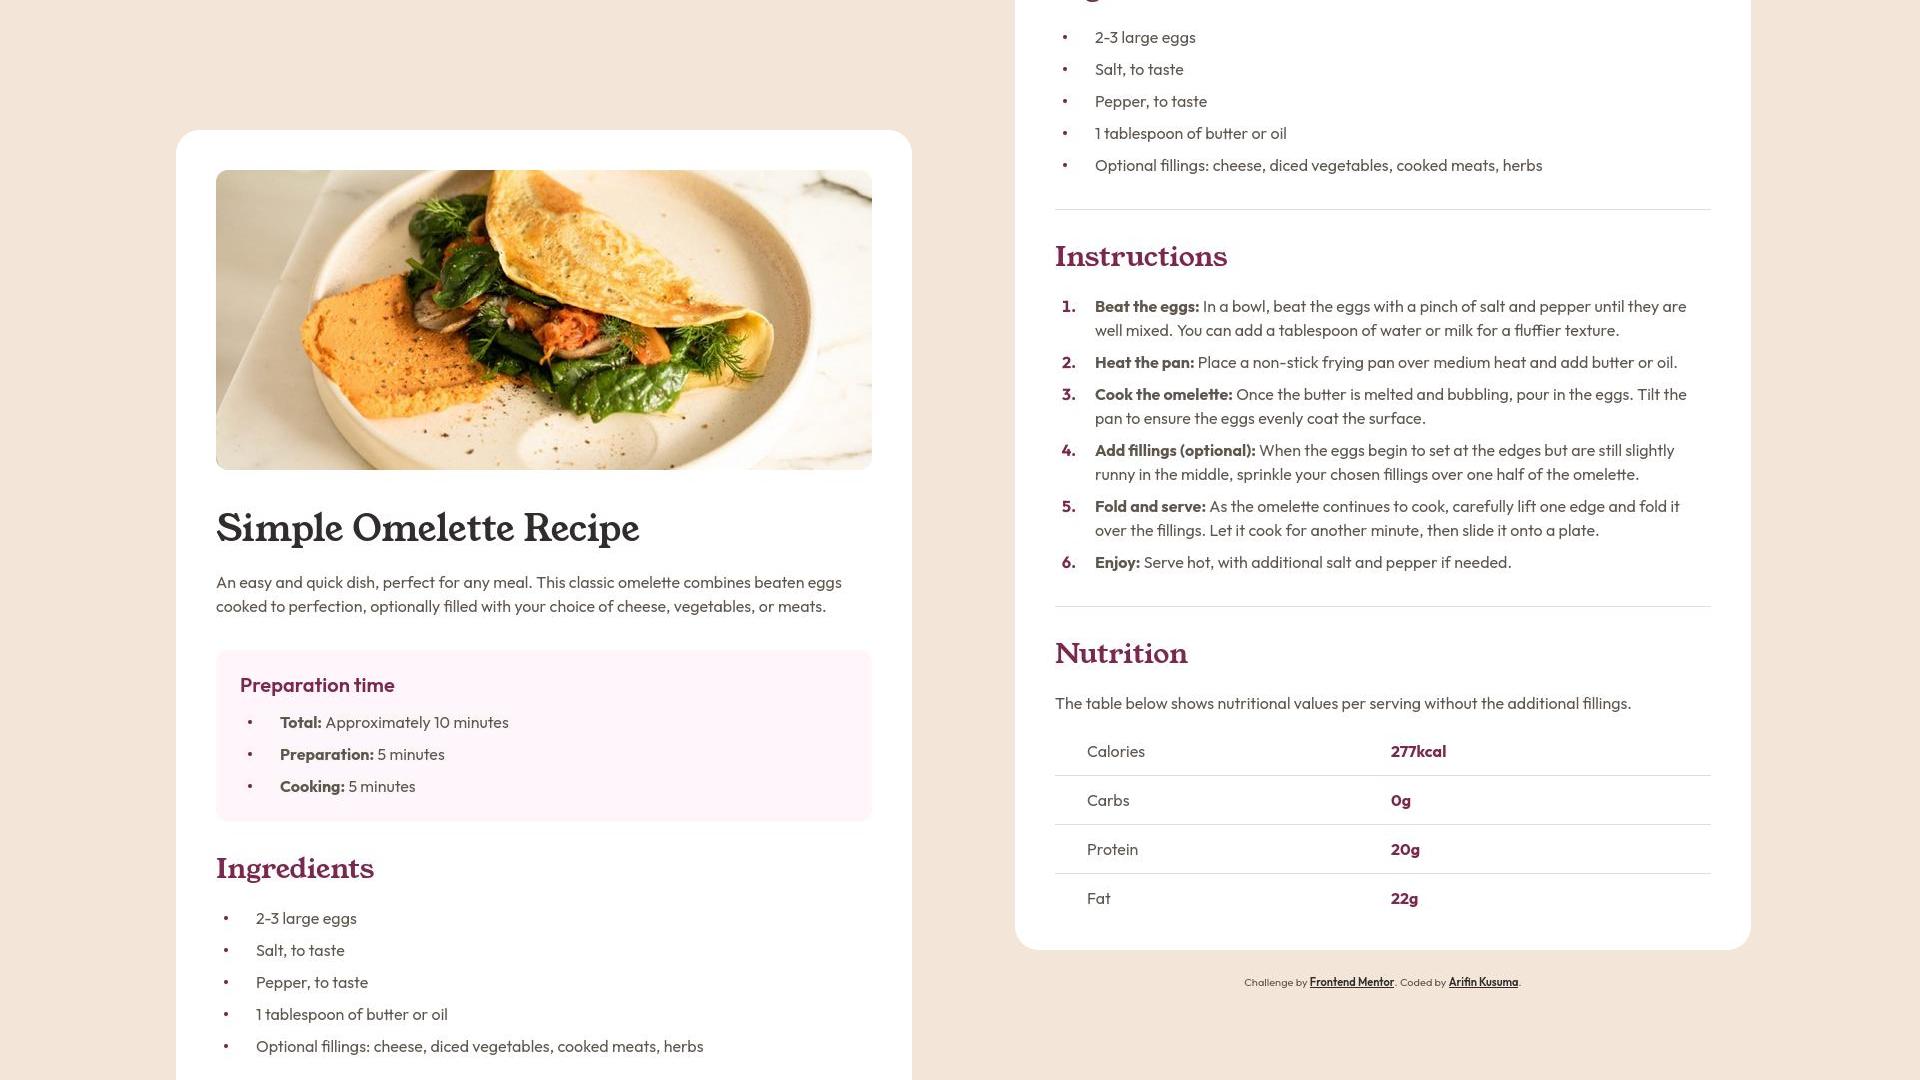 Simple Omelette Recipe
An easy and quick dish, perfect for any meal. This classic omelette combines beaten eggs
cooked to perfection, optionally filled with your choice of cheese, vegetables, or meats.
Preparation time
• Total: Approximately 10 minutes
• Preparation: 5 minutes
• Cooking: 5 minutes
Ingredients
• 2-3 large eggs
• Salt, to taste
• Pepper, to taste
• 1 tablespoon of butter or oil
• Optional fillings: cheese, diced vegetables, cooked meats, herbs
• 2-3 large eggs
• Salt, to taste
• Pepper, to taste
• 1 tablespoon of butter or oil
• Optional fillings: cheese, diced vegetables, cooked meats, herbs
Instructions
1. Beat the eggs: In a bowl, beat the eggs with a pinch of salt and pepper until they are
well mixed. You can add a tablespoon of water or milk for a fluffier texture.
2. Heat the pan: Place a non-stick frying pan over medium heat and add butter or oil.
3. Cook the omelette: Once the butter is melted and bubbling, pour in the eggs. Tilt the
pan to ensure the eggs evenly coat the surface.
4. Add fillings (optional): When the eggs begin to set at the edges but are still slightly
runny in the middle, sprinkle your chosen fillings over one half of the omelette.
5. Fold and serve: As the omelette continues to cook, carefully lift one edge and fold it
over the fillings. Let it cook for another minute, then slide it onto a plate.
6. Enjoy: Serve hot, with additional salt and pepper if needed.
Nutrition
The table below shows nutritional values per serving without the additional fillings.
Calories 277kcal
Carbs 0g
Protein 20g
Fat 22g
Challenge by Frontend Mentor. Coded by Arifin Kusuma.